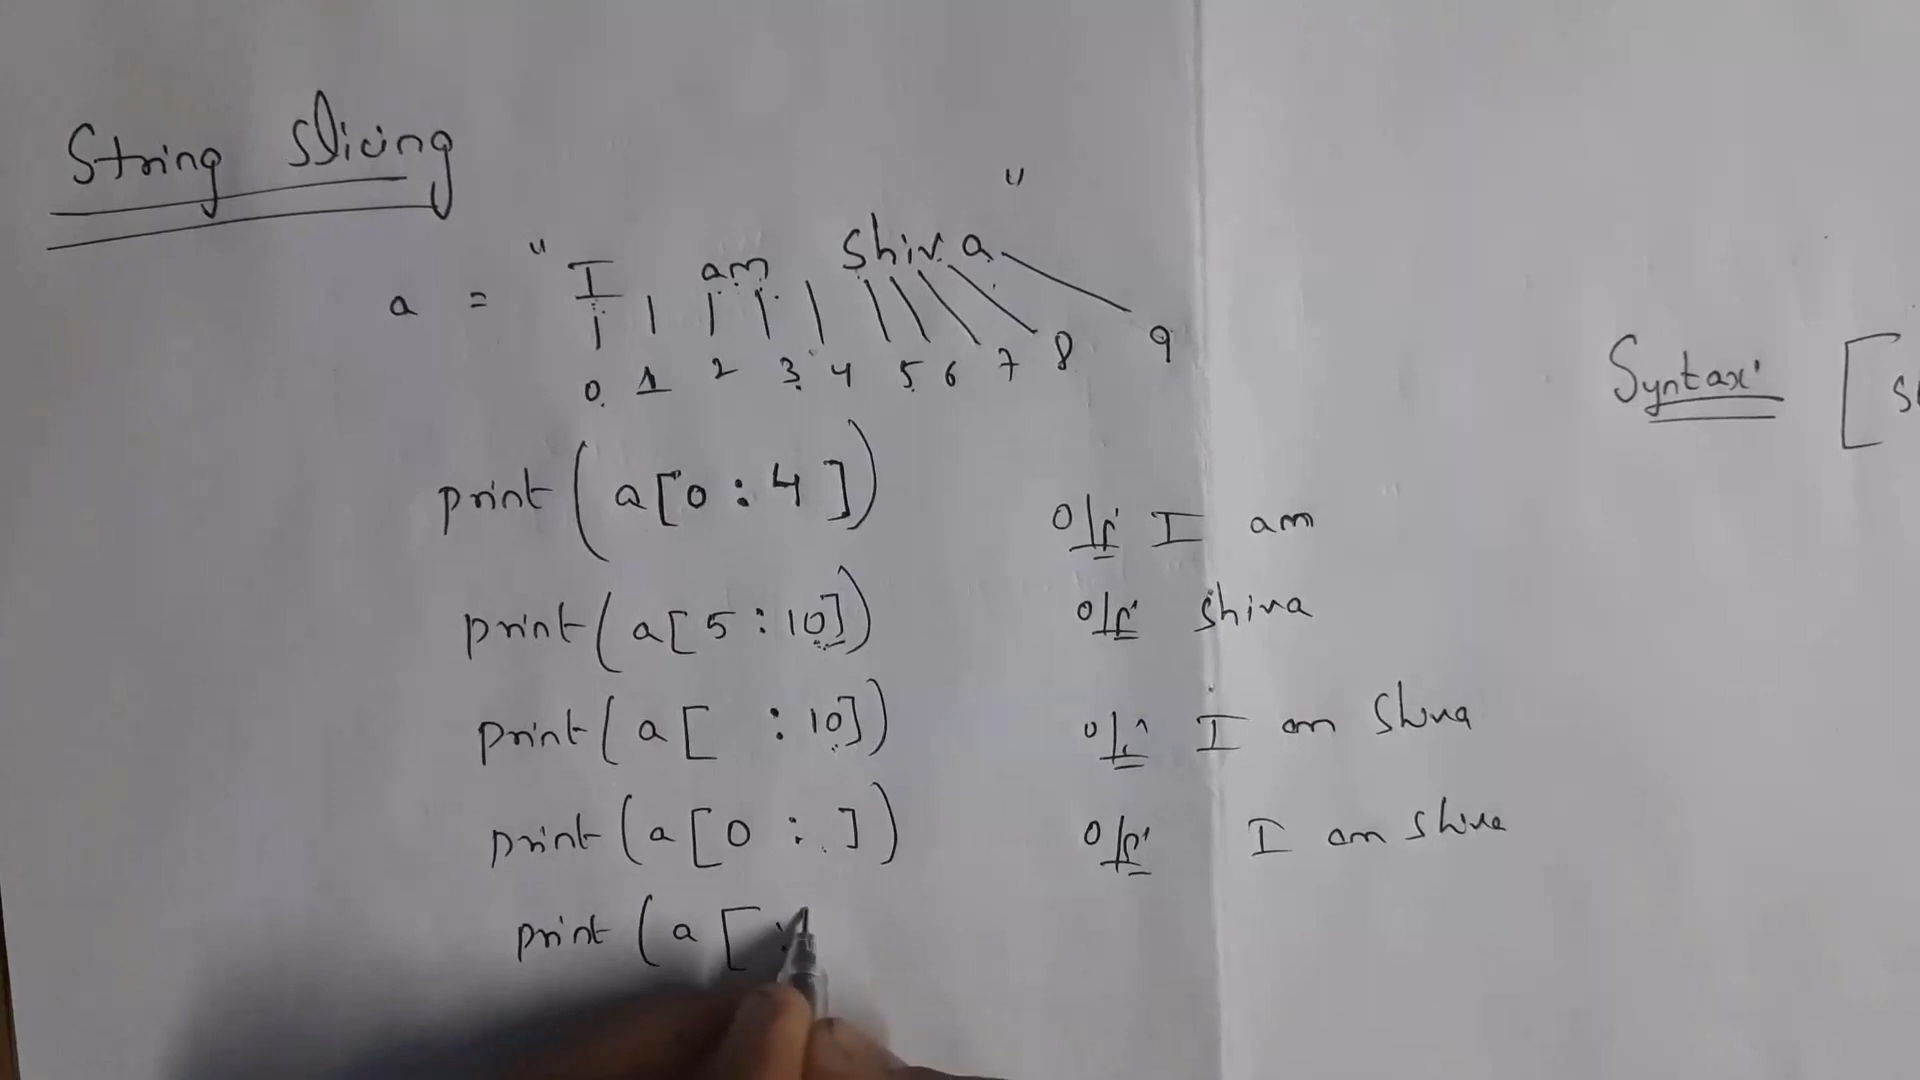 String Slicing
a = "I am Shiva"
0 1 2 3 4 5 6 7 8 9
Syntax: [
print(a[0:4]) o/p: I am
print(a[5:10]) o/p: Shiva
print(a[ :10]) o/p: I am Shiva
print(a[0: ]) o/p: I am Shiva
print(a[ :